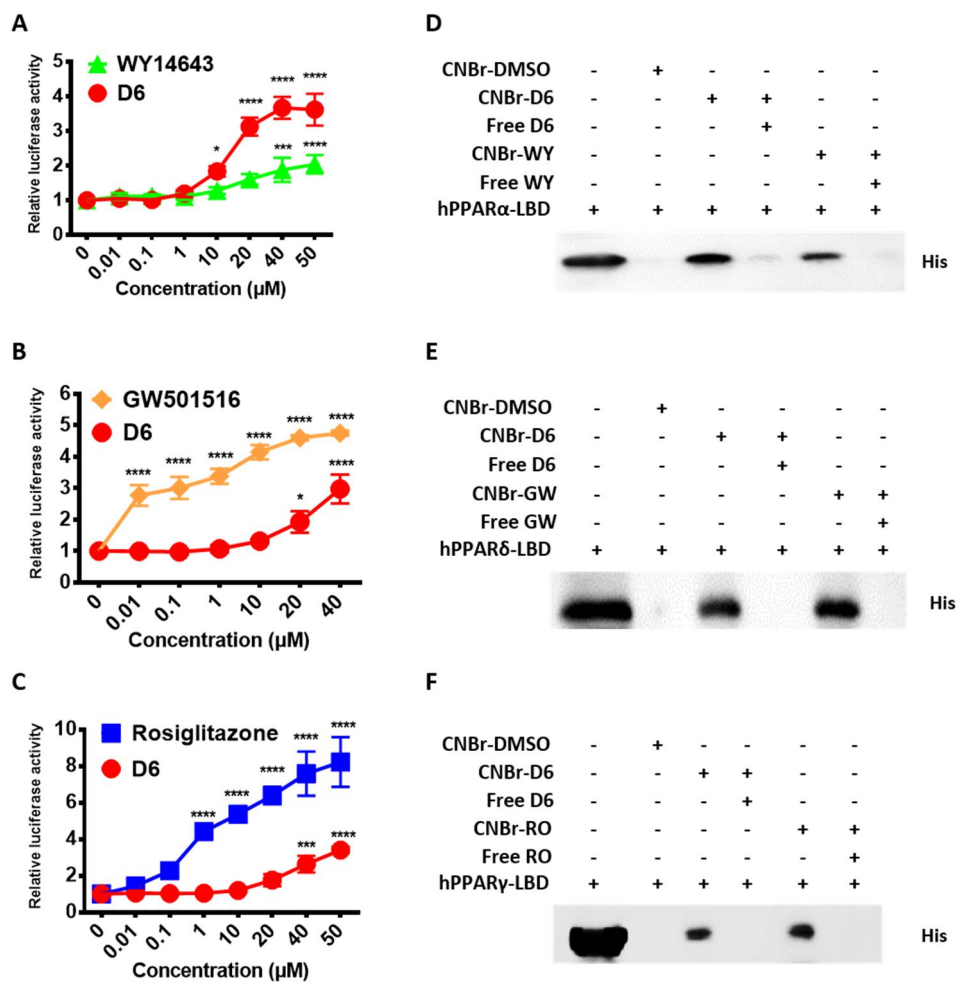 A
WY14643
D6
Relative luciferase activity
5
4
3
2
1
0
* **** **** ****
*** ****
0 0.01 0.1 1 10 20 40 50
Concentration (µM)
D
CNBr-DMSO - + - - - -
CNBr-D6 - - + + - -
Free D6 - - - + - -
CNBr-WY - - - - + +
Free WY - - - - - +
hPPARα-LBD + + + + + +
His
B
GW501516
D6
Relative luciferase activity
6
5
4
3
2
1
0
**** **** **** **** **** ****
* ****
0 0.01 0.1 1 10 20 40
Concentration (µM)
E
CNBr-DMSO - + - - - -
CNBr-D6 - - + + - -
Free D6 - - - + - -
CNBr-GW - - - - + +
Free GW - - - - - +
hPPARδ-LBD + + + + + +
His
C
Rosiglitazone
D6
Relative luciferase activity
10
8
6
4
2
0
**** **** **** **** ****
*** ****
0 0.01 0.1 1 10 20 40 50
Concentration (µM)
F
CNBr-DMSO - + - - - -
CNBr-D6 - - + + - -
Free D6 - - - + - -
CNBr-RO - - - - + +
Free RO - - - - - +
hPPARγ-LBD + + + + + +
His